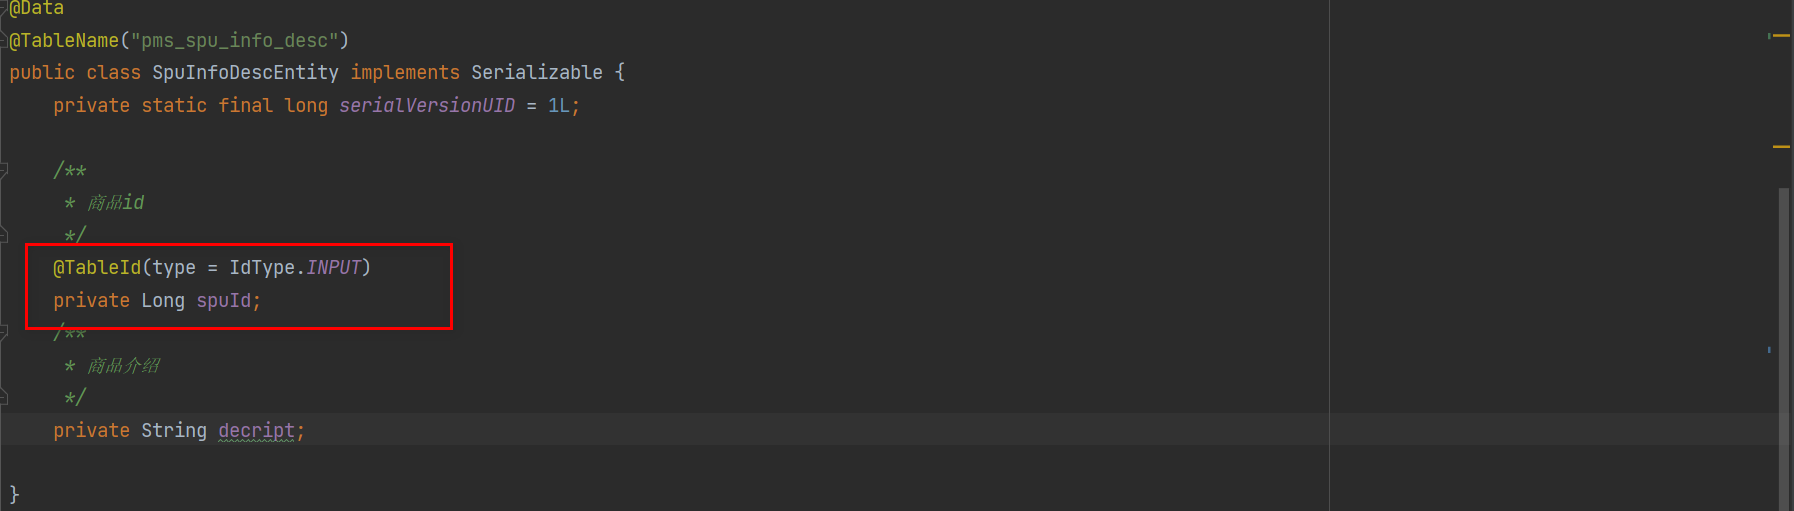 @Data
@TableName("pms_spu_info_desc")
public class SpuInfoDescEntity implements Serializable {
private static final long serialVersionUID = 1L;
/**
* 商品id
*/
@TableId(type = IdType.INPUT)
private Long spuId;
/**
* 商品介绍
*/
private String decript;
}